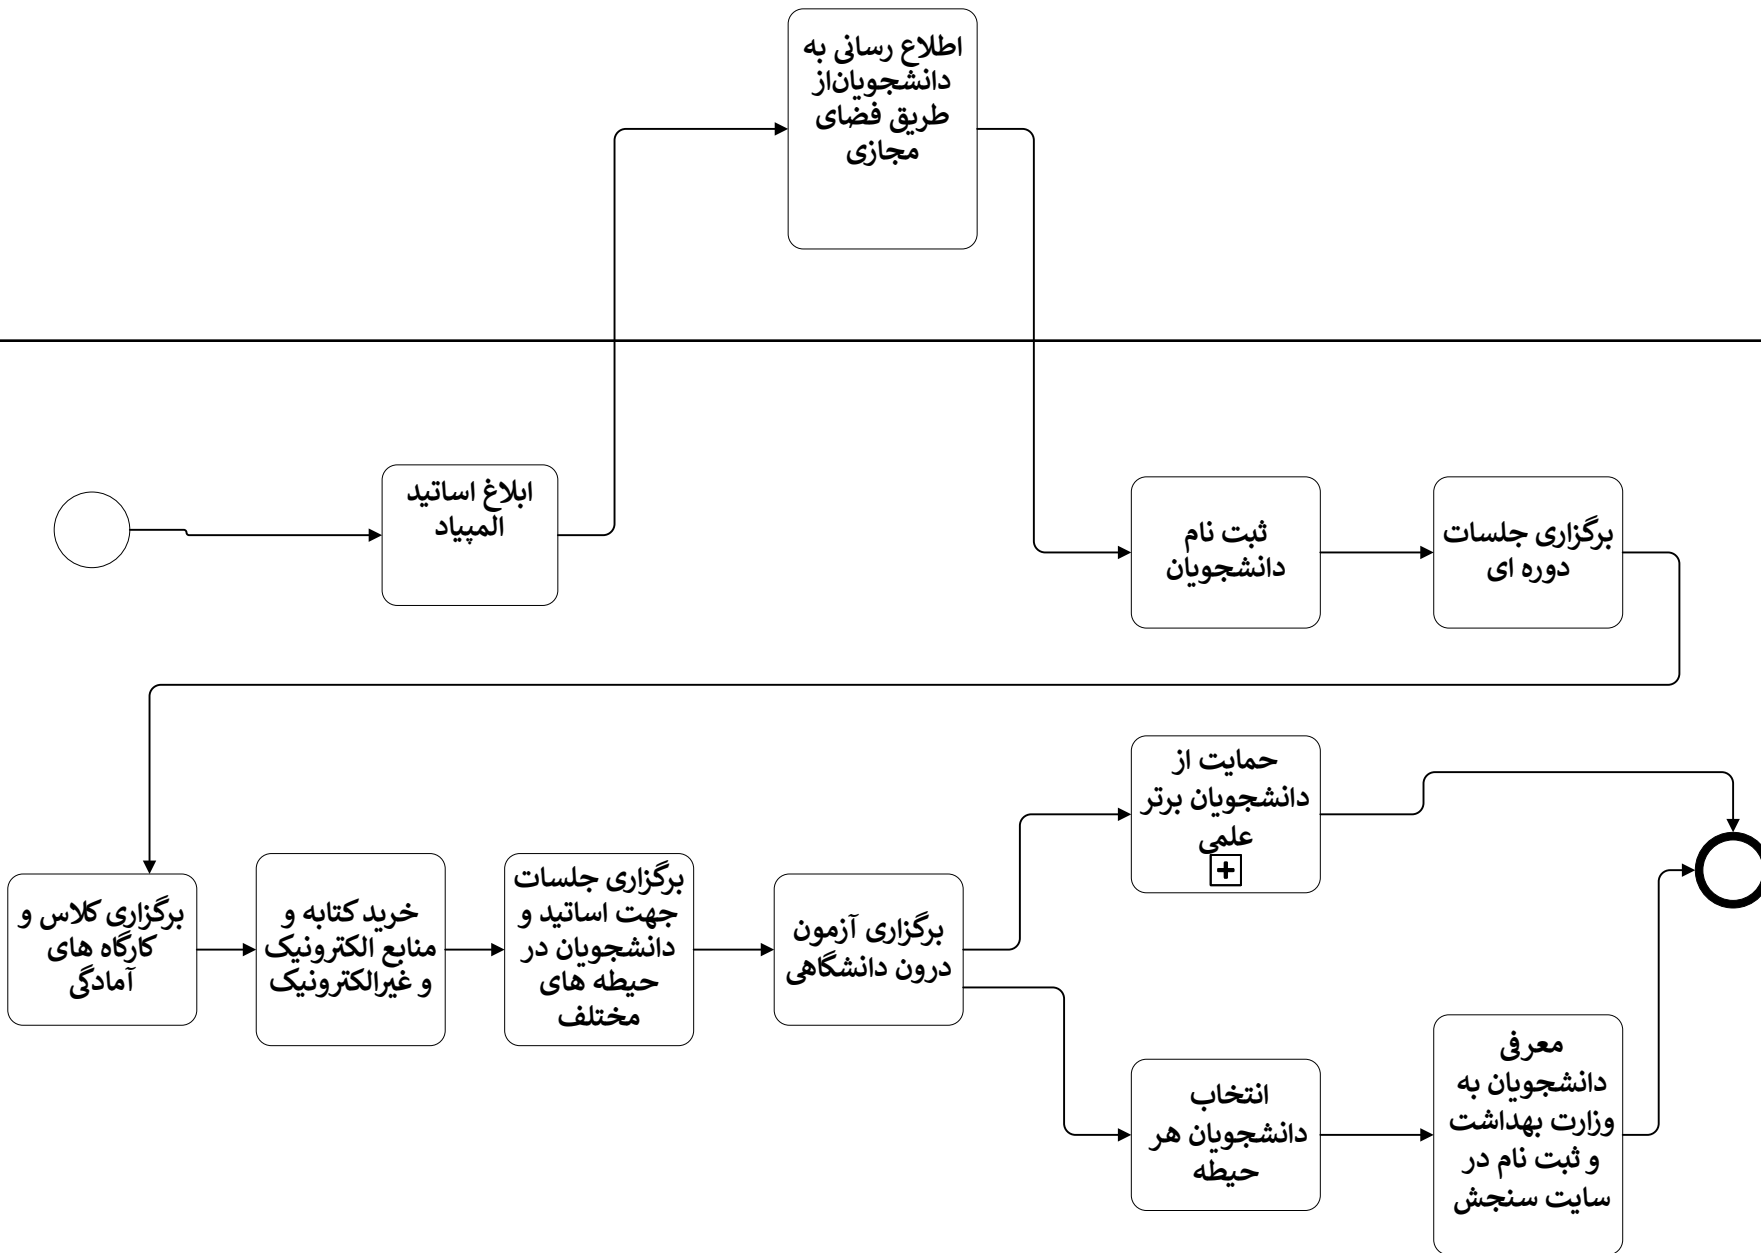 اطلاع رسانی به
دانشجویان‌از
طریق فضای
مجازی
ابلاغ اساتید
المپیاد
ثبت نام
دانشجویان
برگزاری جلسات
دوره ای
برگزاری کلاس و
کارگاه های
آمادگی
خرید کتابه و
منابع الکترونیک
و غیرالکترونیک
برگزاری جلسات
جهت اساتید و
دانشجویان در
حیطه های
مختلف
برگزاری آزمون
درون دانشگاهی
حمایت از
دانشجویان برتر
علمی
انتخاب
دانشجویان هر
حیطه
معرفی
دانشجویان به
وزارت بهداشت
و ثبت نام در
سایت سنجش